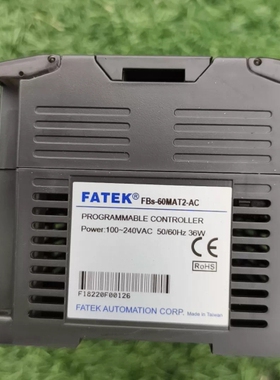 FATEK® FBs-60MAT2-AC
PROGRAMMABLE CONTROLLER
Power:100~240VAC 50/60Hz 36W
CE
RoHS
F18220F00126
FATEK AUTOMATION CORP. Made in Taiwan